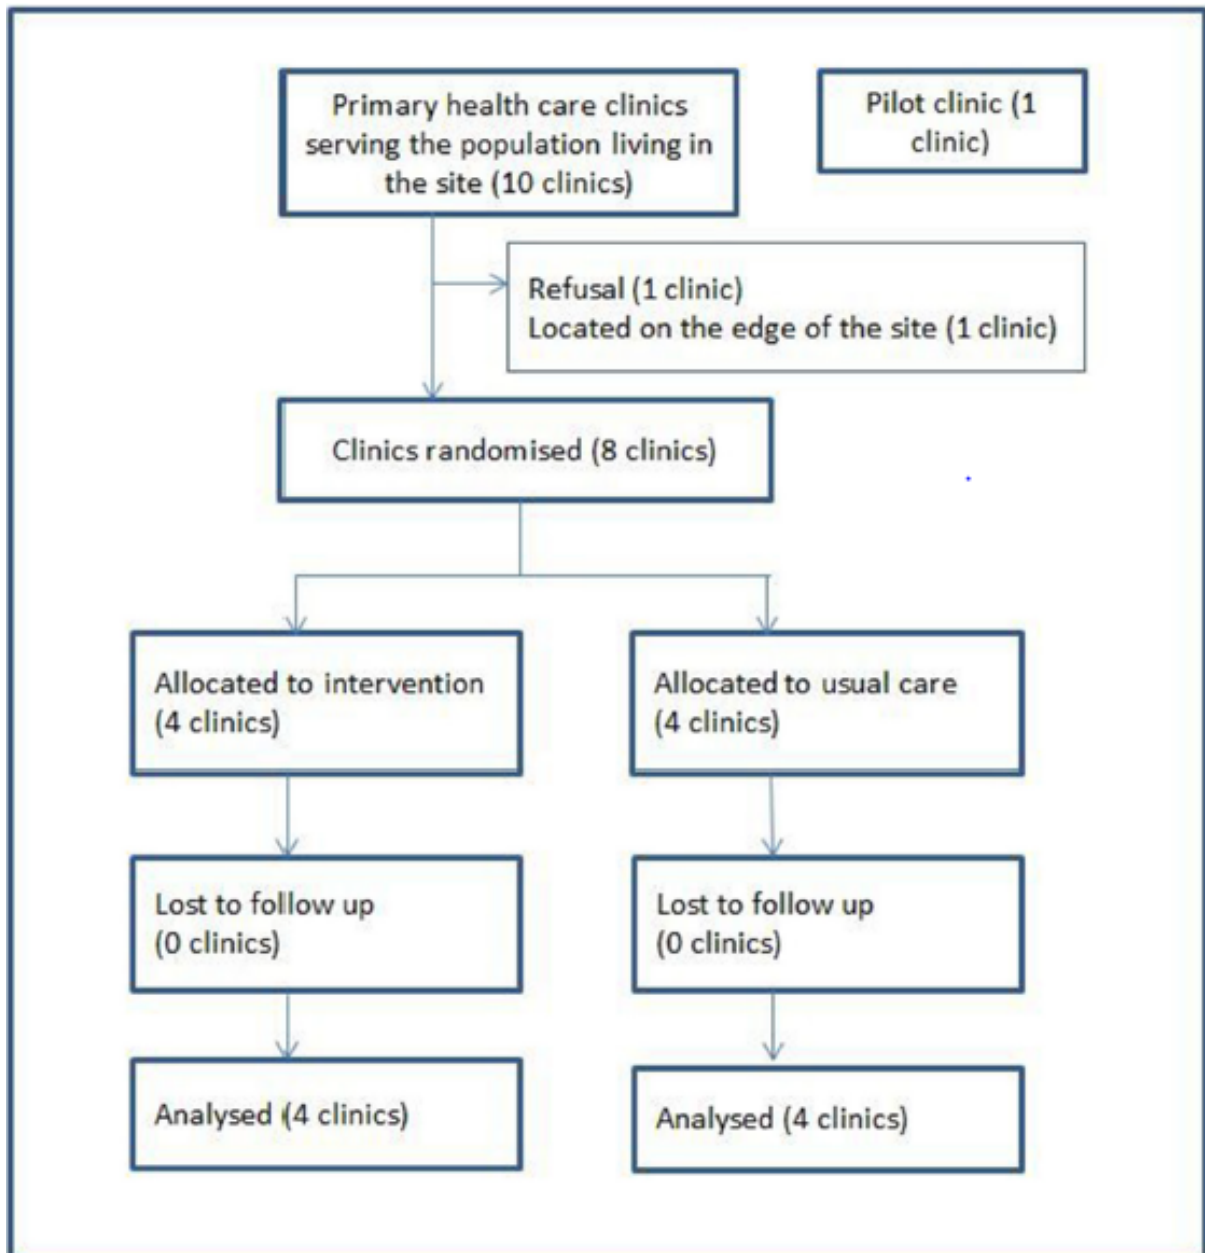 Primary health care clinics
serving the population living in
the site (10 clinics)
Pilot clinic (1
clinic)
Refusal (1 clinic)
Located on the edge of the site (1 clinic)
Clinics randomised (8 clinics)
Allocated to intervention
(4 clinics)
Allocated to usual care
(4 clinics)
Lost to follow up
(0 clinics)
Lost to follow up
(0 clinics)
Analysed (4 clinics)
Analysed (4 clinics)